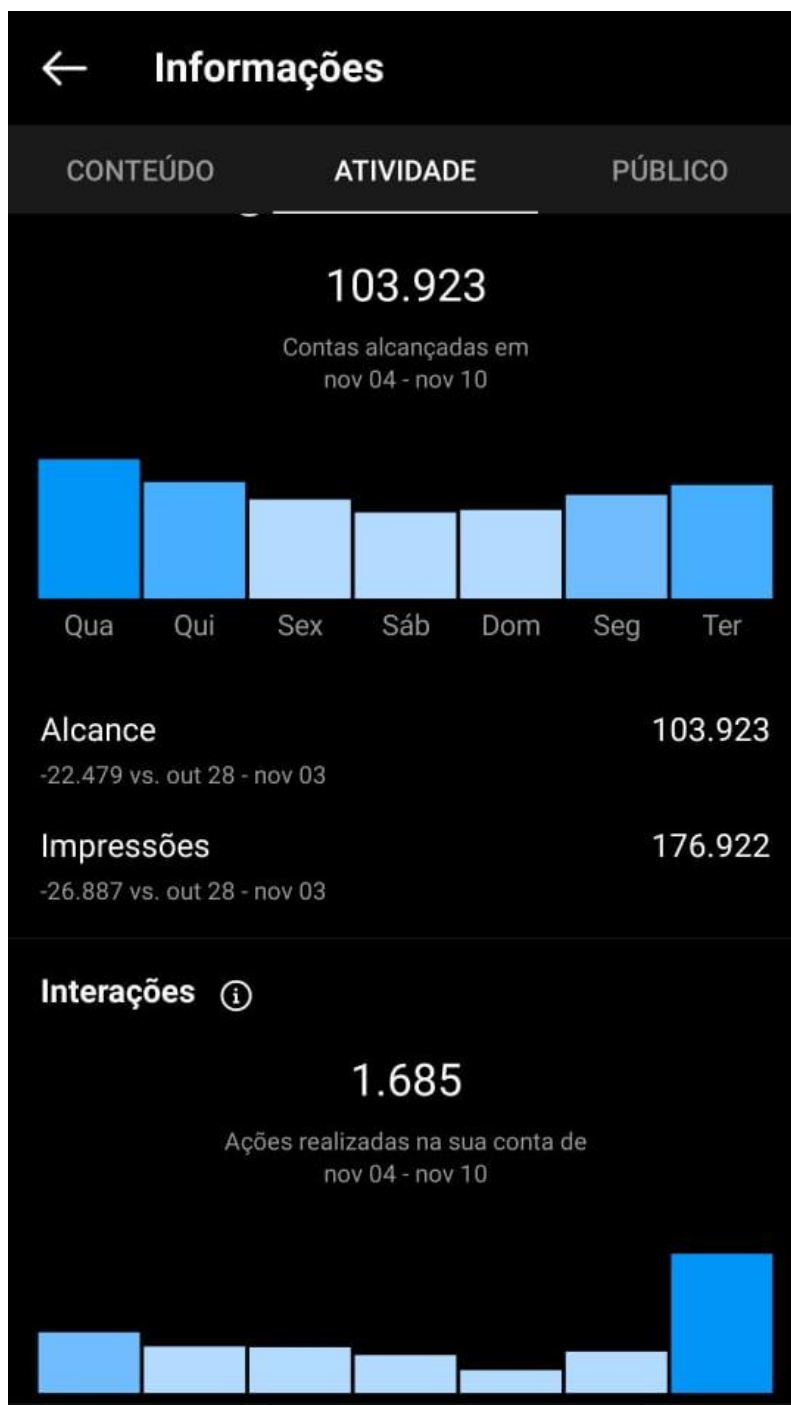 Informações
CONTEÚDO ATIVIDADE PÚBLICO
103.923
Contas alcançadas em
nov 04 - nov 10
Qua Qui Sex Sáb Dom Seg Ter
Alcance 103.923
-22.479 vs. out 28 - nov 03
Impressões 176.922
-26.887 vs. out 28 - nov 03
Interações
1.685
Ações realizadas na sua conta de
nov 04 - nov 10